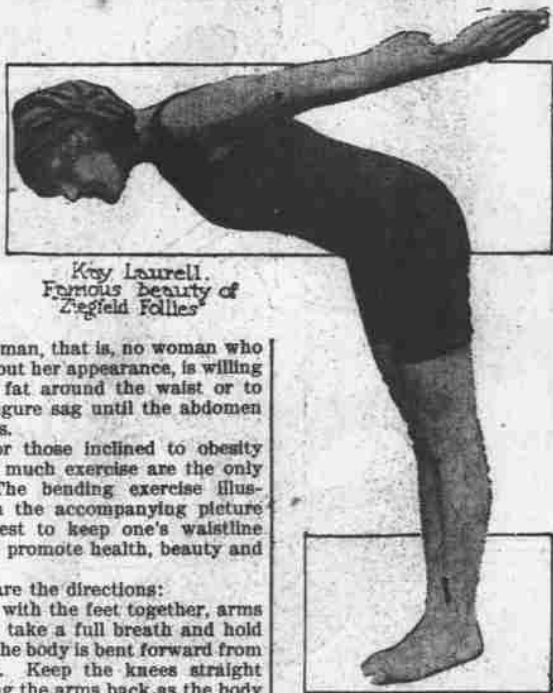 Kay Laurell.
Famous beauty of
"Ziegfeld Follies"
man, that is, no woman who
out her appearance, is willing
fat around the waist or to
gure sag until the abdomen
s.
or those inclined to obesity
much exercise are the only
The bending exercise illus-
the accompanying picture
est to keep one's waistline
promote health, beauty and
are the directions:
with the feet together, arms
take a full breath and hold
he body is bent forward from
Keep the knees straight
ng the arms back as the body